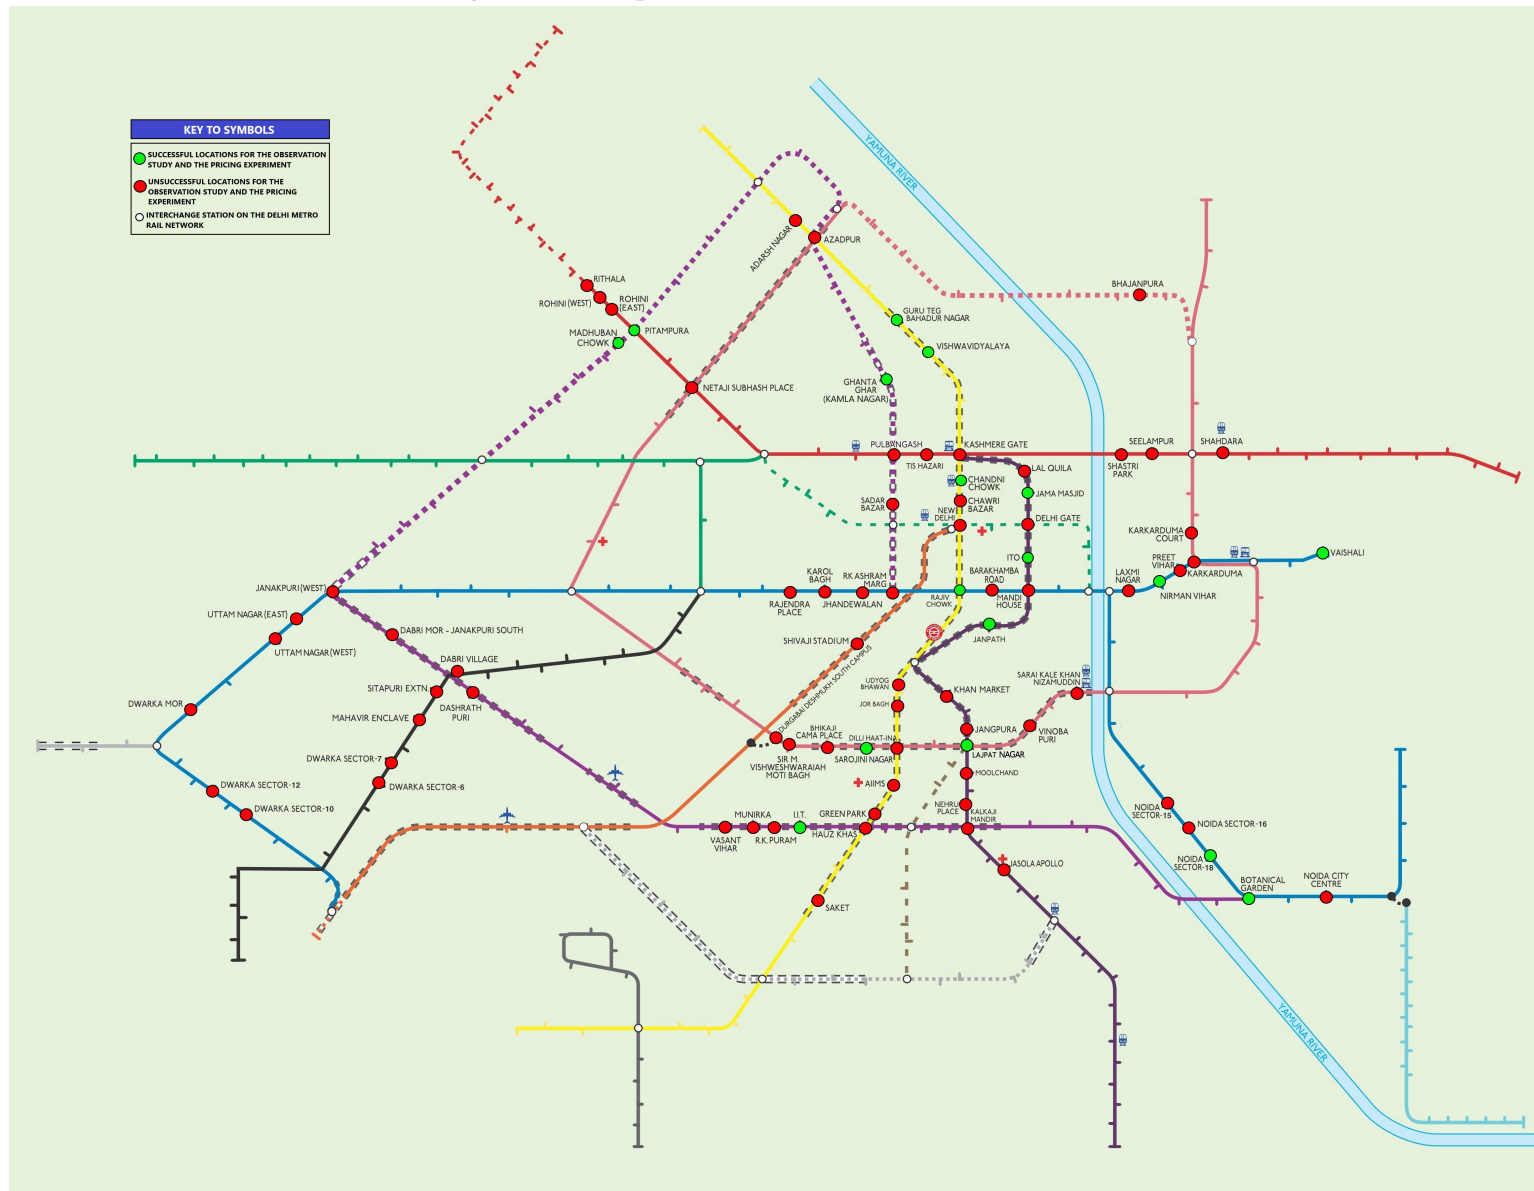 KEY TO SYMBOLS
SUCCESSFUL LOCATIONS FOR THE OBSERVATION
STUDY AND THE PRICING EXPERIMENT
UNSUCCESSFUL LOCATIONS FOR THE
OBSERVATION STUDY AND THE PRICING
EXPERIMENT
INTERCHANGE STATION ON THE DELHI METRO
RAIL NETWORK
YAMUNA RIVER
ADARSH NAGAR
AZADPUR
RITHALA
ROHINI (WEST)
ROHINI
(EAST)
MADHUBAN
CHOWK
PITAMPURA
BHAJANPURA
GURU TEG
BAHADUR NAGAR
VISHWAVIDYALAYA
GHANTA
GHAR
(KAMLA NAGAR)
NETAJI SUBHASH PLACE
PULBANGASH
TIS HAZARI
KASHMERE GATE
SEELAMPUR
SHAHDARA
SHASTRI
PARK
LAL QUILA
CHANDNI
CHOWK
JAMA MASJID
SADAR
BAZAR
CHAWRI
BAZAR
NEW
DELHI
DELHI GATE
KARKARDUMA
COURT
ITO
PREET
VIHAR
KARKARDUMA
VAISHALI
JANAKPURI (WEST)
KAROL
BAGH
RK ASHRAM
MARG
BARAKHAMBA
ROAD
LAXMI
NAGAR
NIRMAN VIHAR
RAJENDRA
PLACE
JHANDEWALAN
RAJIV
CHOWK
MANDI
HOUSE
UTTAM NAGAR (EAST)
UTTAM NAGAR (WEST)
DABRI MOR - JANAKPURI SOUTH
SHIVAJI STADIUM
JANPATH
DABRI VILLAGE
SITAPURI EXTN.
DASHRATH
PURI
UDYOG
BHAWAN
KHAN MARKET
SARAI KALE KHAN
NIZAMUDDIN
DWARKA MOR
MAHAVIR ENCLAVE
JOR BAGH
DURGABAI DESHMUKH SOUTH CAMPUS
BHIKAJI
CAMA PLACE
DILLI HAAT-INA
JANGPURA
VINOBA
PURI
SIR M.
VISHWESHWARAIAH
MOTI BAGH
SAROJINI NAGAR
LAJPAT NAGAR
DWARKA SECTOR-7
DWARKA SECTOR-6
MOOLCHAND
DWARKA SECTOR-12
DWARKA SECTOR-10
AIIMS
NEHRU
PLACE
KALKAJI
MANDIR
MUNIRKA
I.I.T.
GREEN PARK
VASANT
VIHAR
R.K.PURAM
HAUZ KHAS
NOIDA
SECTOR-15
NOIDA SECTOR-16
JASOLA APOLLO
NOIDA
SECTOR-18
BOTANICAL
GARDEN
NOIDA CITY
CENTRE
SAKET
YAMUNA RIVER